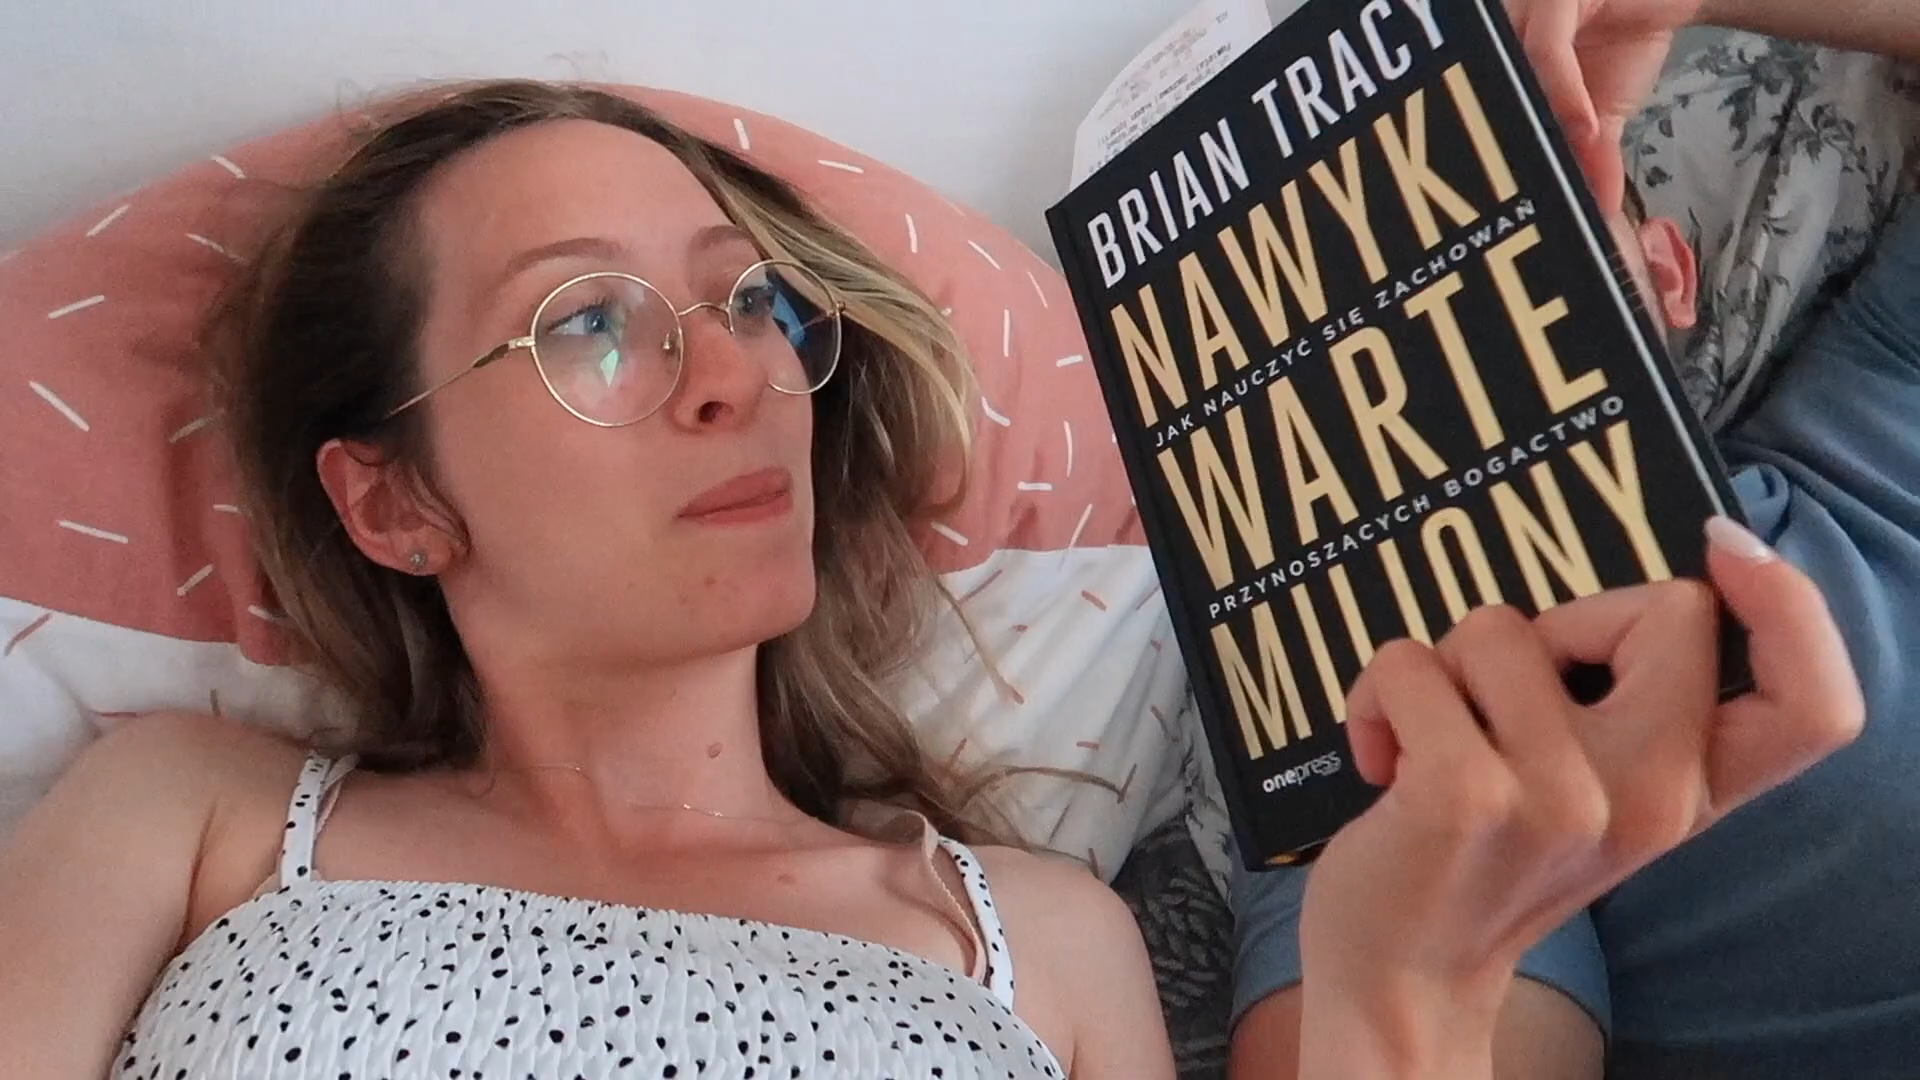 BRIAN TRACY
NAWYKI
JAK NAUCZYĆ SIĘ ZACHOWAŃ
WARTE
PRZYNOSZĄCYCH BOGACTWO
MILIONY
onepress